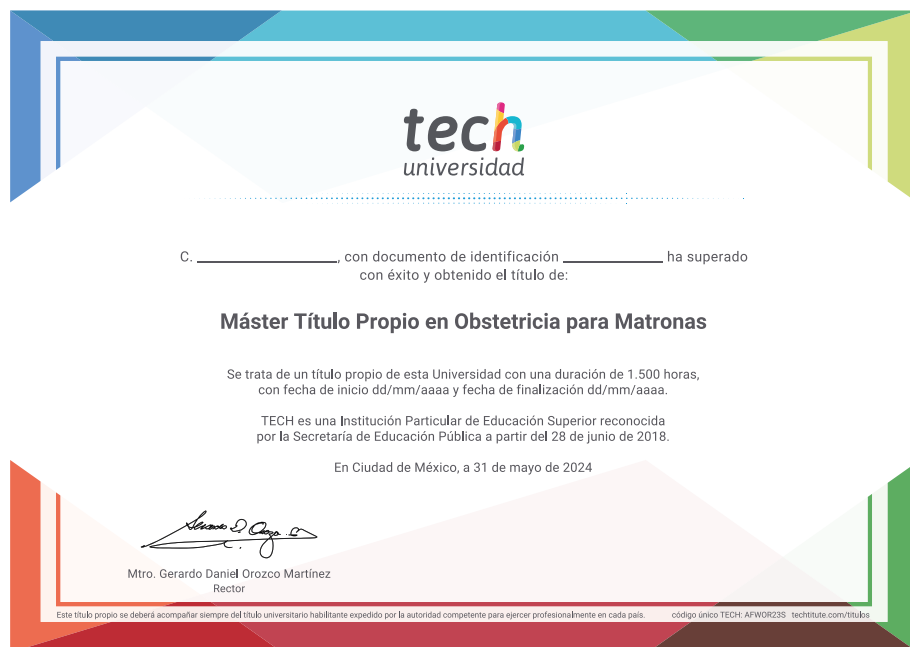 tech
universidad
C. ____________________, con documento de identificación ______________ ha superado
con éxito y obtenido el título de:
Máster Título Propio en Obstetricia para Matronas
Se trata de un título propio de esta Universidad con una duración de 1.500 horas,
con fecha de inicio dd/mm/aaaa y fecha de finalización dd/mm/aaaa.
TECH es una Institución Particular de Educación Superior reconocida
por la Secretaría de Educación Pública a partir del 28 de junio de 2018.
En Ciudad de México, a 31 de mayo de 2024
Mtro. Gerardo Daniel Orozco Martínez
Rector
Este título propio se deberá acompañar siempre del título universitario habilitante expedido por la autoridad competente para ejercer profesionalmente en cada país. código único TECH: AFWOR23S techtitute.com/titulos